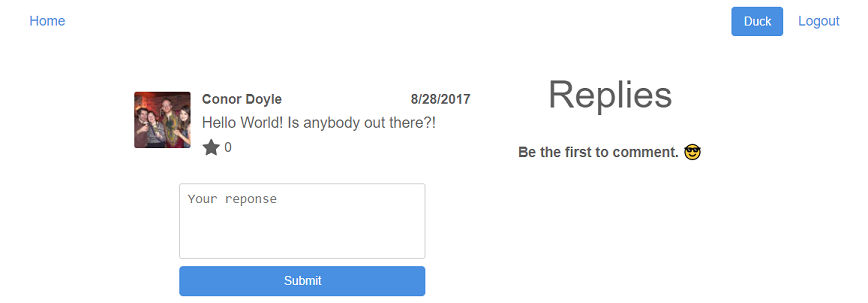 Home
Duck
Logout
Conor Doyle 8/28/2017
Hello World! Is anybody out there?!
0
Your reponse
Submit
Replies
Be the first to comment. 😎